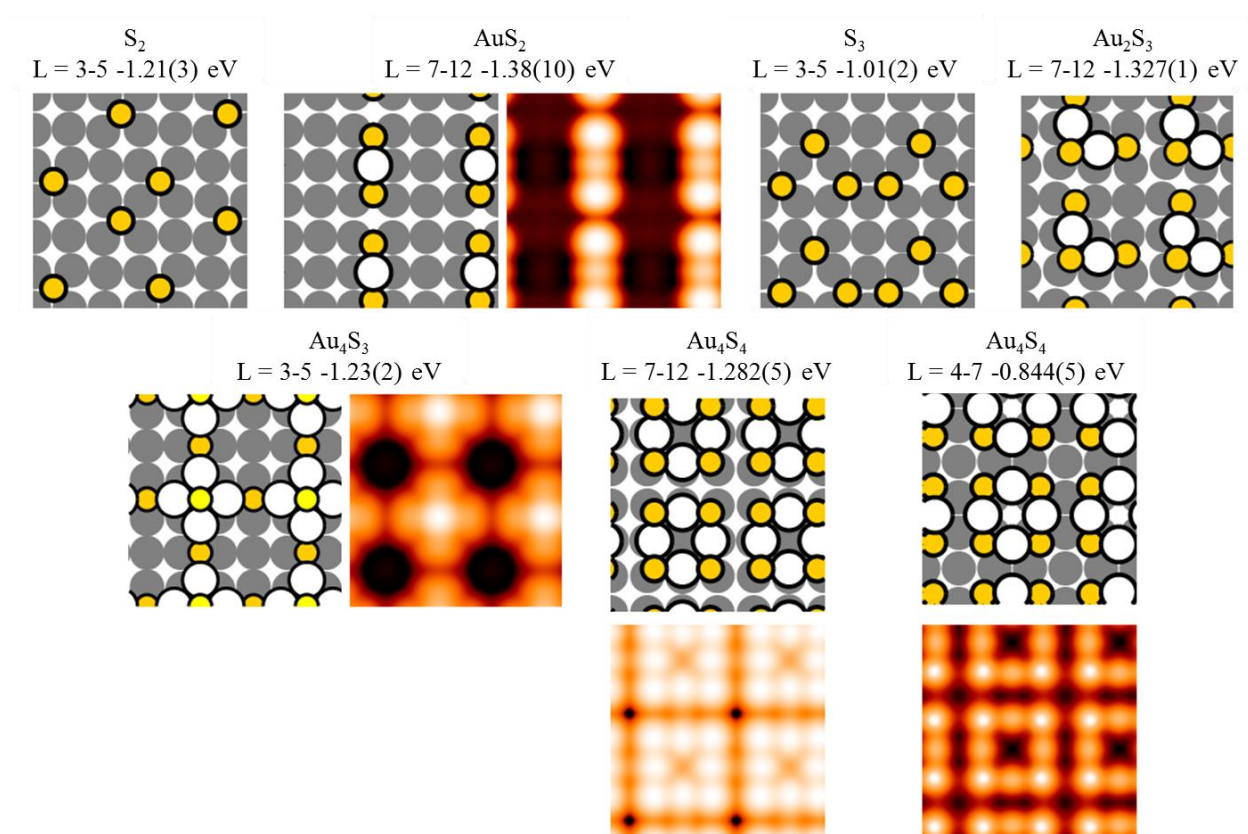 S₂
L = 3-5 -1.21(3) eV
AuS₂
L = 7-12 -1.38(10) eV
S₃
L = 3-5 -1.01(2) eV
Au₂S₃
L = 7-12 -1.327(1) eV
Au₄S₃
L = 3-5 -1.23(2) eV
Au₄S₄
L = 7-12 -1.282(5) eV
Au₄S₄
L = 4-7 -0.844(5) eV